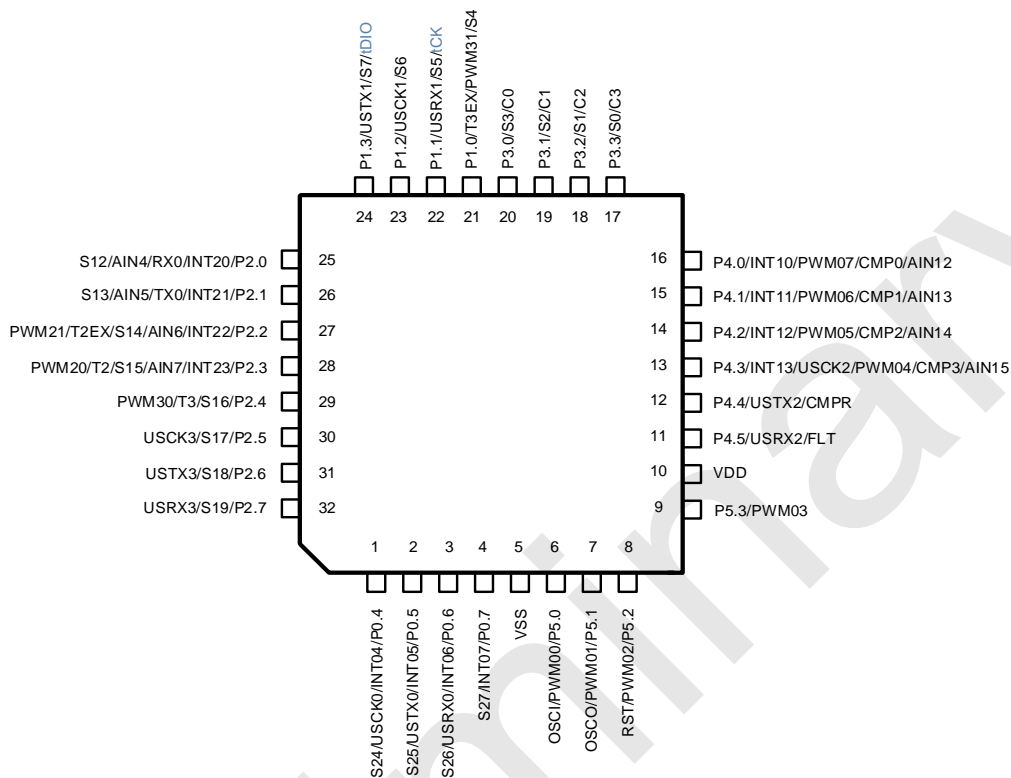 P1.3/USTX1/S7/tDIO
P1.2/USCK1/S6
P1.1/USRX1/S5/tCK
P1.0/T3EX/PWM31/S4
P3.0/S3/C0
P3.1/S2/C1
P3.2/S1/C2
P3.3/S0/C3
24
23
22
21
20
19
18
17
S12/AIN4/RX0/INT20/P2.0
25
S13/AIN5/TX0/INT21/P2.1
26
PWM21/T2EX/S14/AIN6/INT22/P2.2
27
PWM20/T2/S15/AIN7/INT23/P2.3
28
PWM30/T3/S16/P2.4
29
USCK3/S17/P2.5
30
USTX3/S18/P2.6
31
USRX3/S19/P2.7
32
16
P4.0/INT10/PWM07/CMP0/AIN12
15
P4.1/INT11/PWM06/CMP1/AIN13
14
P4.2/INT12/PWM05/CMP2/AIN14
13
P4.3/INT13/USCK2/PWM04/CMP3/AIN15
12
P4.4/USTX2/CMPR
11
P4.5/USRX2/FLT
10
VDD
9
P5.3/PWM03
1
2
3
4
5
6
7
8
S24/USCK0/INT04/P0.4
S25/USTX0/INT05/P0.5
S26/USRX0/INT06/P0.6
S27/INT07/P0.7
VSS
OSCI/PWM00/P5.0
OSCO/PWM01/P5.1
RST/PWM02/P5.2
minary